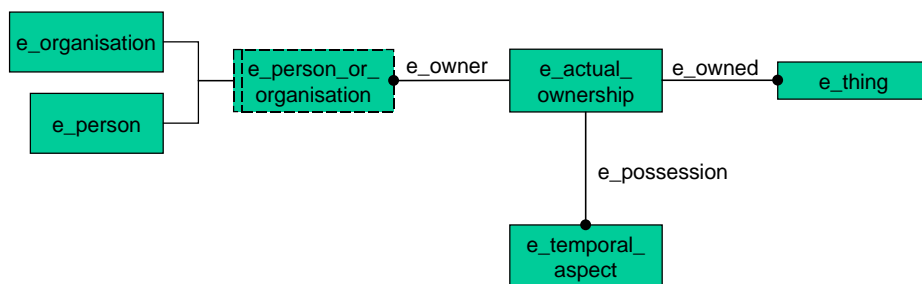 e_organisation
e_person
e_person_or_
organisation
e_owner
e_actual_
ownership
e_owned
e_thing
e_possession
e_temporal_
aspect